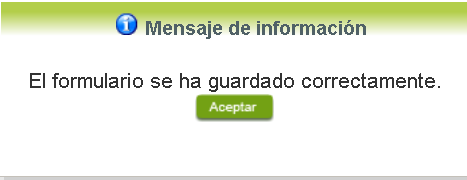 Mensaje de información
El formulario se ha guardado correctamente.
Aceptar